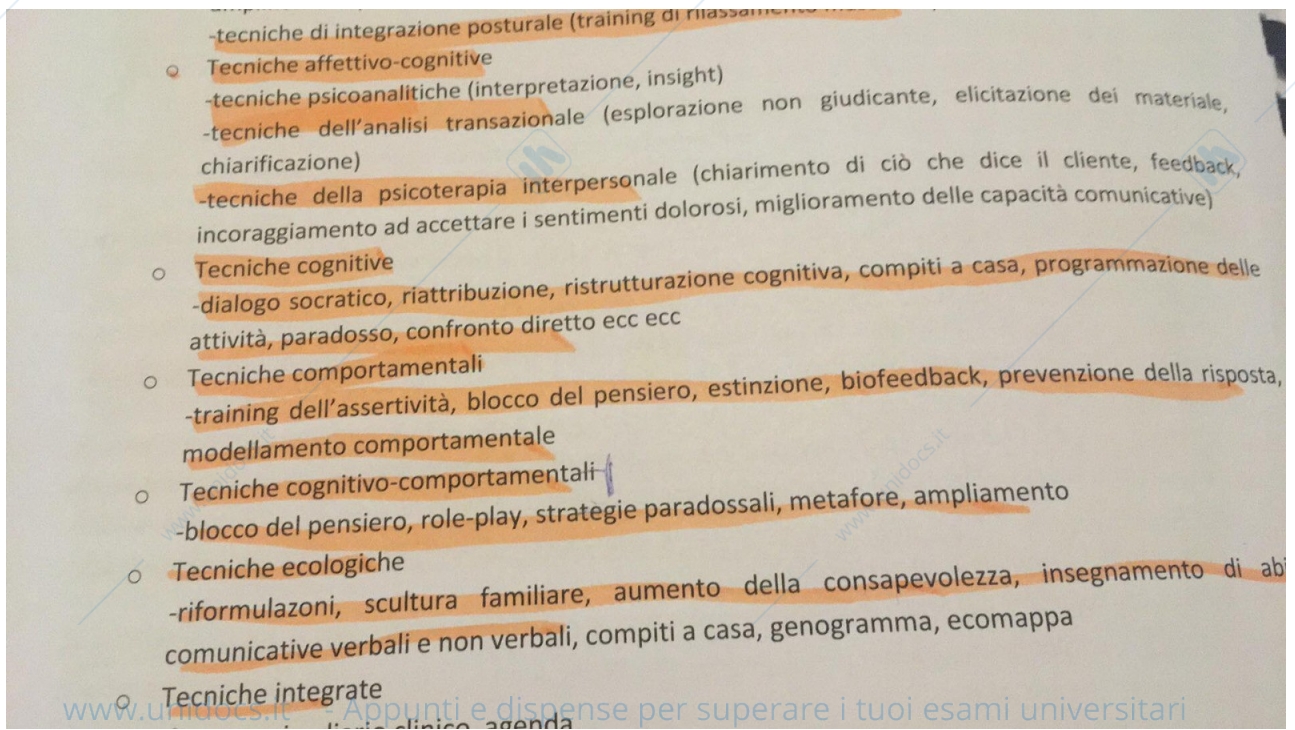 -tecniche di integrazione posturale (training di rilassamento
○ Tecniche affettivo-cognitive
-tecniche psicoanalitiche (interpretazione, insight)
-tecniche dell'analisi transazionale (esplorazione non giudicante, elicitazione dei materiale,
chiarificazione)
-tecniche della psicoterapia interpersonale (chiarimento di ciò che dice il cliente, feedback,
incoraggiamento ad accettare i sentimenti dolorosi, miglioramento delle capacità comunicative)
○ Tecniche cognitive
-dialogo socratico, riattribuzione, ristrutturazione cognitiva, compiti a casa, programmazione delle
attività, paradosso, confronto diretto ecc ecc
○ Tecniche comportamentali
-training dell'assertività, blocco del pensiero, estinzione, biofeedback, prevenzione della risposta,
modellamento comportamentale
○ Tecniche cognitivo-comportamentali
-blocco del pensiero, role-play, strategie paradossali, metafore, ampliamento
○ Tecniche ecologiche
-riformulazoni, scultura familiare, aumento della consapevolezza, insegnamento di abi
comunicative verbali e non verbali, compiti a casa, genogramma, ecomappa
○ Tecniche integrate
diario clinico, agenda
www.unidocs.it - Appunti e dispense per superare i tuoi esami universitari